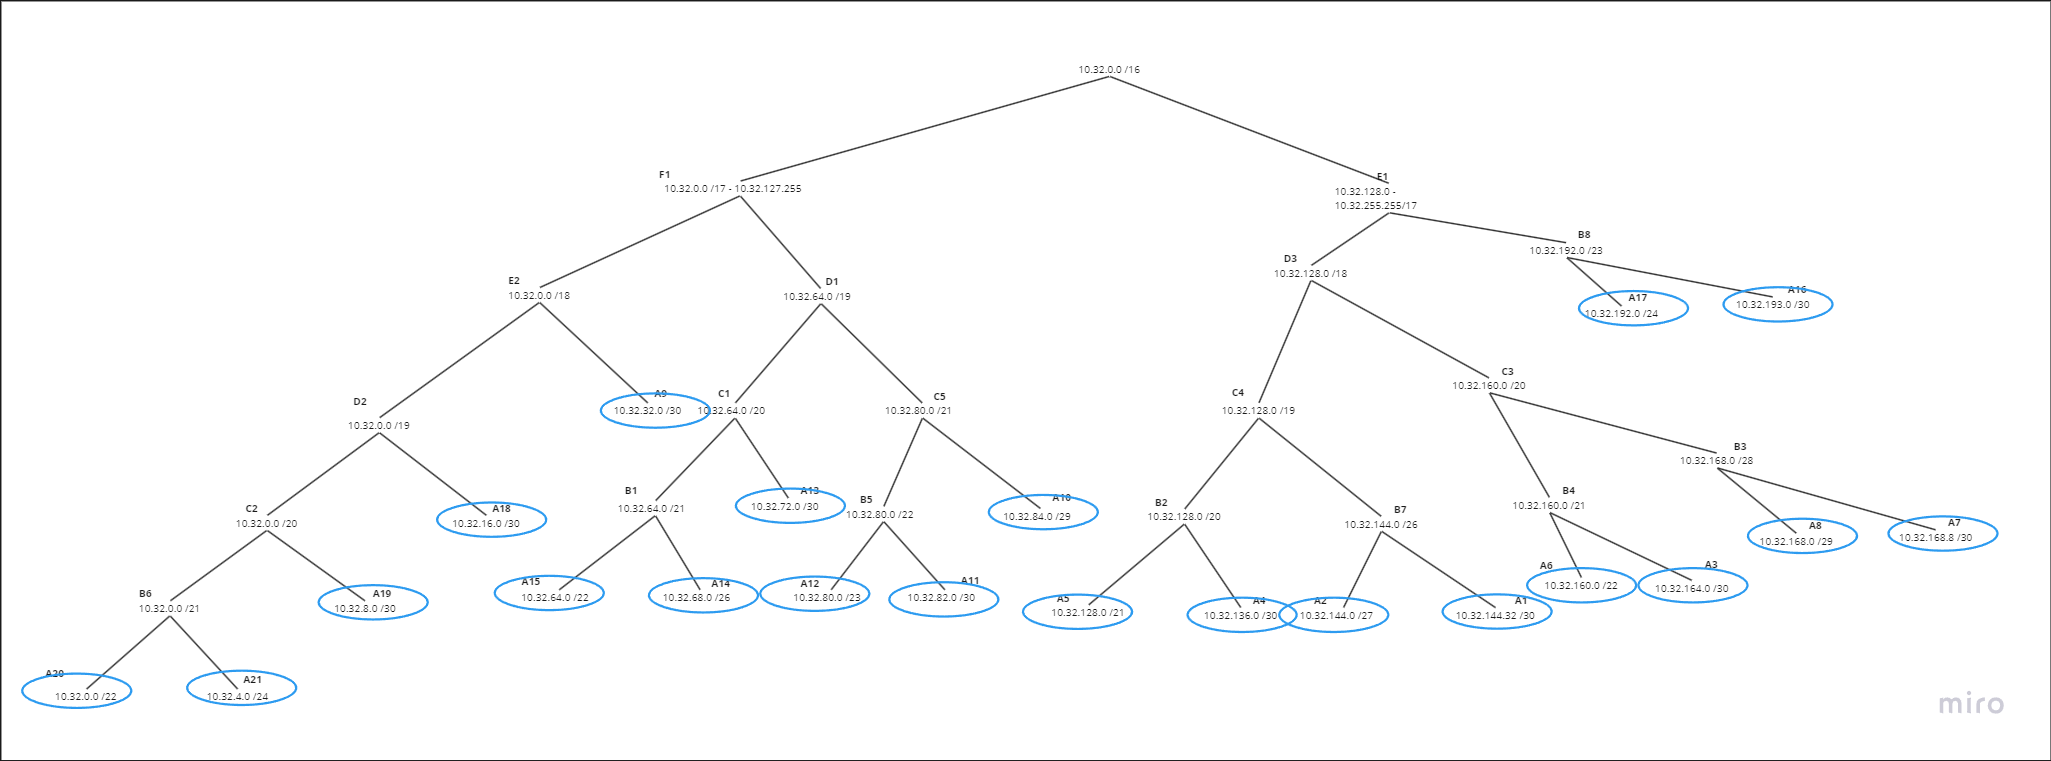 10.32.0.0 /16
F1
10.32.0.0 /17 - 10.32.127.255
E1
10.32.128.0 -
10.32.255.255/17
B8
10.32.192.0 /23
D3
10.32.128.0 /18
E2
10.32.0.0 /18
D1
10.32.64.0 /19
A17
10.32.192.0 /24
A16
10.32.193.0 /30
C3
10.32.160.0 /20
D2
10.32.0.0 /19
A9
10.32.32.0 /30
C1
10.32.64.0 /20
C5
10.32.80.0 /21
C4
10.32.128.0 /19
B3
10.32.168.0 /28
C2
10.32.0.0 /20
A18
10.32.16.0 /30
B1
10.32.64.0 /21
A13
10.32.72.0 /30
B5
10.32.80.0 /22
A10
10.32.84.0 /29
B2
10.32.128.0 /20
B7
10.32.144.0 /26
B4
10.32.160.0 /21
A8
10.32.168.0 /29
A7
10.32.168.8 /30
B6
10.32.0.0 /21
A19
10.32.8.0 /30
A15
10.32.64.0 /22
A14
10.32.68.0 /26
A12
10.32.80.0 /23
A11
10.32.82.0 /30
A5
10.32.128.0 /21
A4
10.32.136.0 /30
A2
10.32.144.0 /27
A1
10.32.144.32 /30
A6
10.32.160.0 /22
A3
10.32.164.0 /30
A20
10.32.0.0 /22
A21
10.32.4.0 /24
miro